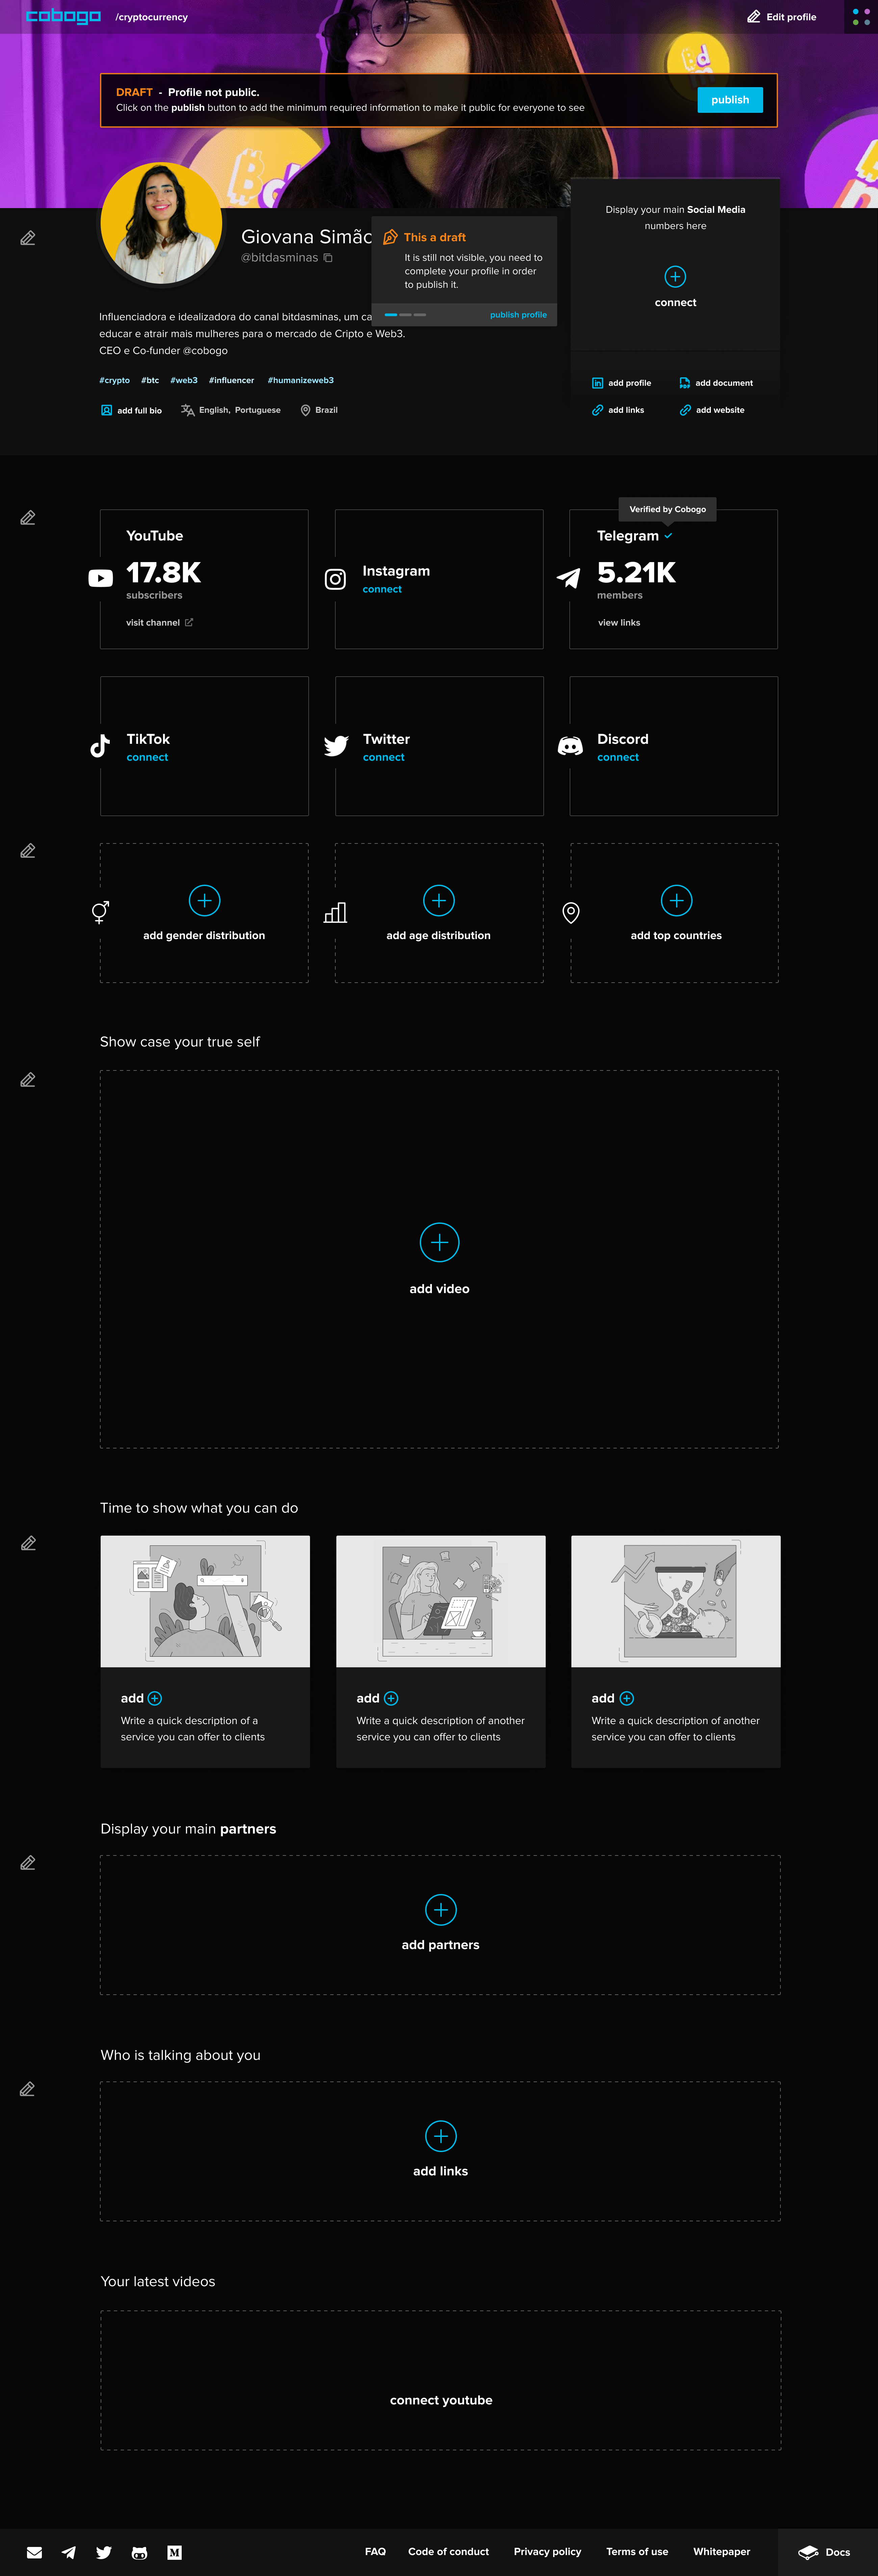 cobogo
/cryptocurrency
Edit profile
DRAFT - Profile not public.
Click on the publish button to add the minimum required information to make it public for everyone to see
publish
Giovana Simão
@bitdasminas
This a draft
It is still not visible, you need to
complete your profile in order
to publish it.
publish profile
Display your main Social Media
numbers here
connect
Influenciadora e idealizadora do canal bitdasminas, um ca
educar e atrair mais mulheres para o mercado de Cripto e Web3.
CEO e Co-funder @cobogo
#crypto #btc #web3 #influencer #humanizeweb3
add full bio
English, Portuguese
Brazil
add profile
add document
add links
add website
Verified by Cobogo
YouTube
17.8K
subscribers
visit channel
Instagram
connect
Telegram
5.21K
members
view links
TikTok
connect
Twitter
connect
Discord
connect
add gender distribution
add age distribution
add top countries
Show case your true self
add video
Time to show what you can do
add
Write a quick description of a
service you can offer to clients
add
Write a quick description of another
service you can offer to clients
add
Write a quick description of another
service you can offer to clients
Display your main partners
add partners
Who is talking about you
add links
Your latest videos
connect youtube
FAQ
Code of conduct
Privacy policy
Terms of use
Whitepaper
Docs